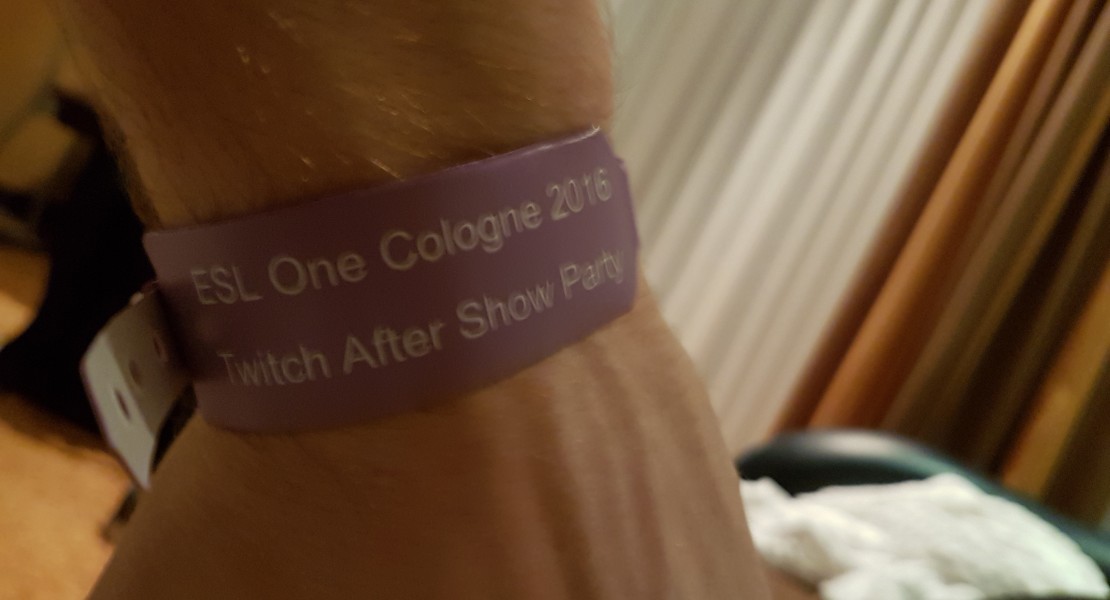 ESL One Cologne 2016
Twitch After Show Party